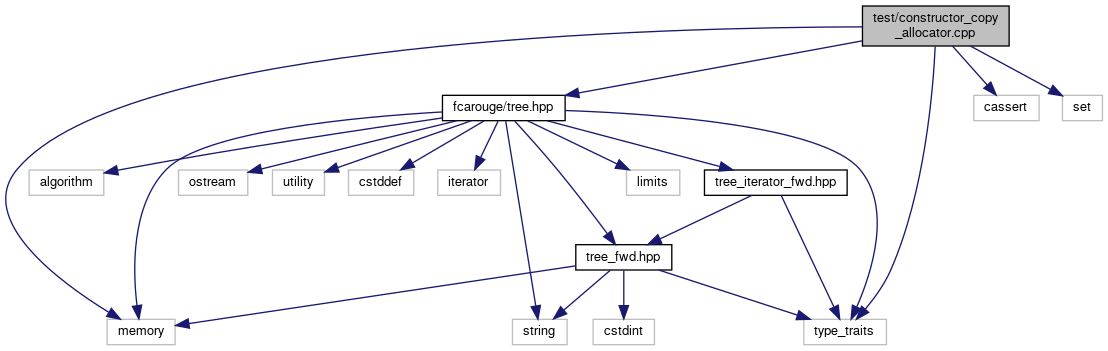 test/constructor_copy
_allocator.cpp
fcarouge/tree.hpp
cassert
set
algorithm
ostream
utility
cstddef
iterator
limits
tree_iterator_fwd.hpp
tree_fwd.hpp
memory
string
cstdint
type_traits